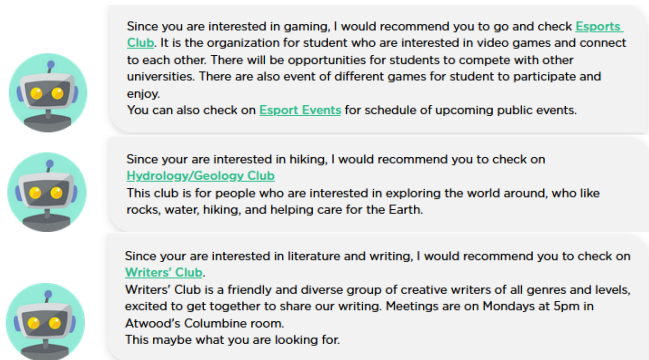 Since you are interested in gaming, I would recommend you to go and check Esports
Club. It is the organization for student who are interested in video games and connect
to each other. There will be opportunities for students to compete with other
universities. There are also event of different games for student to participate and
enjoy.
You can also check on Esport Events for schedule of upcoming public events.
Since your are interested in hiking, I would recommend you to check on
Hydrology/Geology Club
This club is for people who are interested in exploring the world around, who like
rocks, water, hiking, and helping care for the Earth.
Since your are interested in literature and writing, I would recommend you to check on
Writers' Club.
Writers' Club is a friendly and diverse group of creative writers of all genres and levels,
excited to get together to share our writing. Meetings are on Mondays at 5pm in
Atwood's Columbine room.
This maybe what you are looking for.